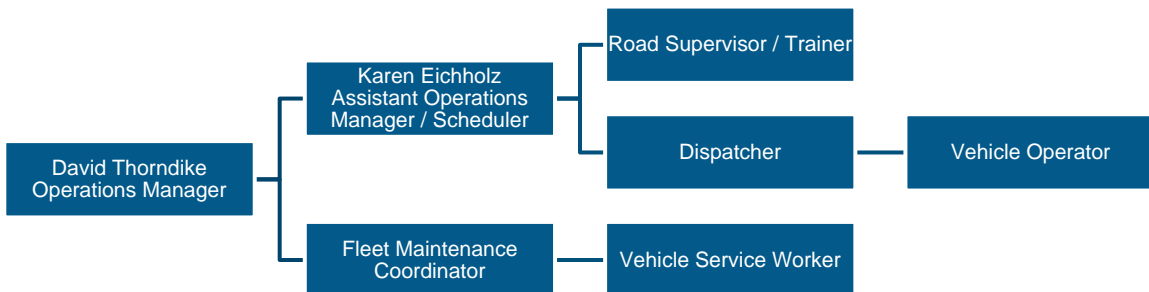 Road Supervisor / Trainer
Karen Eichholz
Assistant Operations
Manager / Scheduler
Dispatcher
Vehicle Operator
David Thorndike
Operations Manager
Fleet Maintenance
Coordinator
Vehicle Service Worker